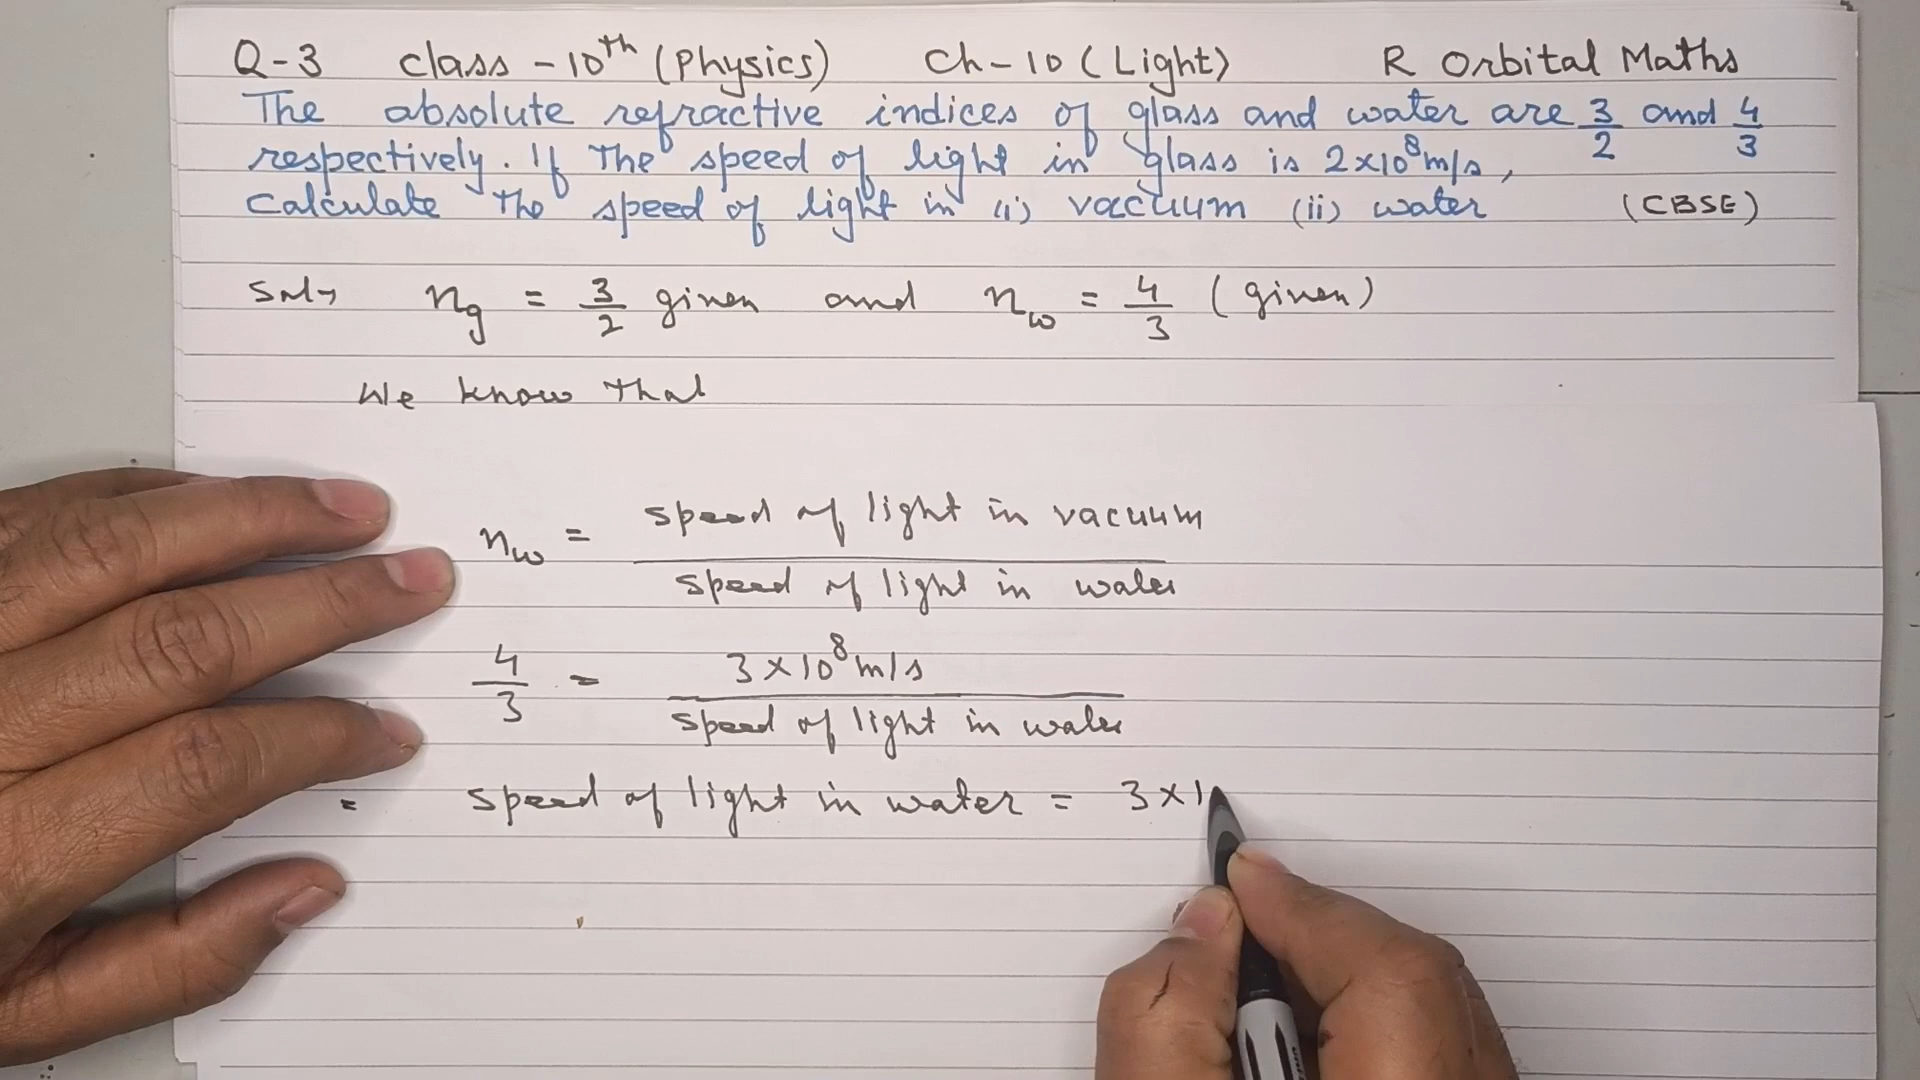 Q-3 class-10th (Physics) Ch-10 (Light) R Orbital Maths
The absolute refractive indices of glass and water are 3/2 and 4/3
respectively. If the speed of light in glass is 2×10⁸m/s,
calculate the speed of light in (i) vacuum (ii) water (CBSE)
Sol→ ng = 3/2 given and nw = 4/3 (given)
We know that
nw = speed of light in vacuum / speed of light in water
4/3 = 3×10⁸m/s / speed of light in water
= speed of light in water = 3×1